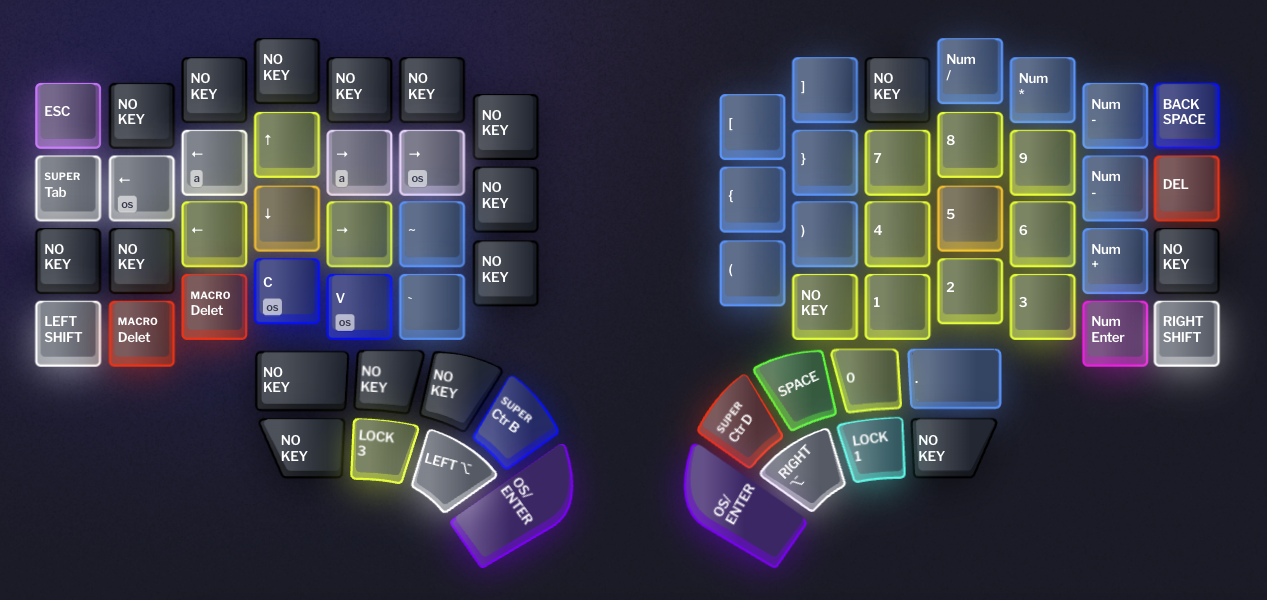 ESC
NO
KEY
NO
KEY
NO
KEY
NO
KEY
NO
KEY
NO
KEY
SUPER
Tab
←
os
←
a
↑
→
a
→
os
NO
KEY
NO
KEY
NO
KEY
←
↓
→
~
NO
KEY
LEFT
SHIFT
MACRO
Delet
MACRO
Delet
C
os
V
os
NO
KEY
NO
KEY
NO
KEY
SUPER
Ctr B
NO
KEY
LOCK
3
LEFT ⌥
OS/
ENTER
[
]
NO
KEY
Num
/
Num
*
Num
-
BACK
SPACE
{
}
7
8
9
Num
-
DEL
(
)
4
5
6
Num
+
NO
KEY
NO
KEY
1
2
3
Num
Enter
RIGHT
SHIFT
SUPER
Ctr D
SPACE
0
.
OS/
ENTER
RIGHT
⌥
LOCK
1
NO
KEY